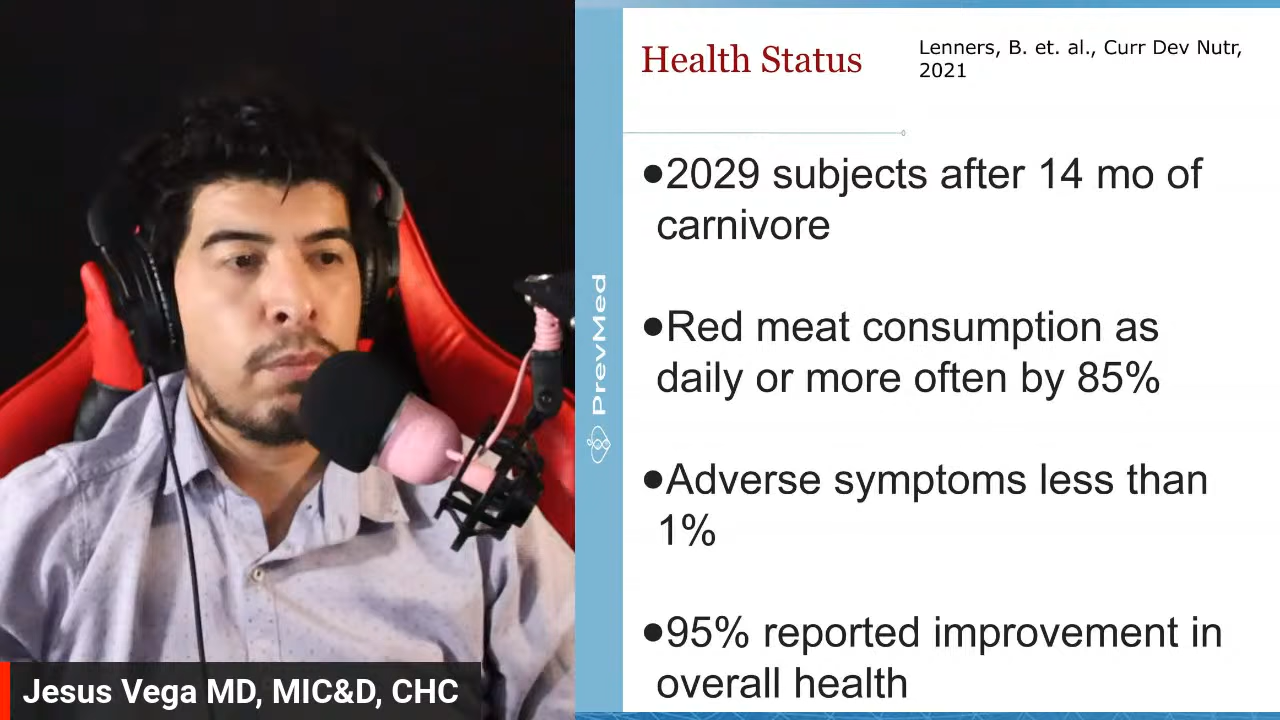 Health Status
Lenners, B. et. al., Curr Dev Nutr,
2021
●2029 subjects after 14 mo of
carnivore
●Red meat consumption as
daily or more often by 85%
●Adverse symptoms less than
1%
●95% reported improvement in
overall health
PrevMed
Jesus Vega MD, MIC&D, CHC